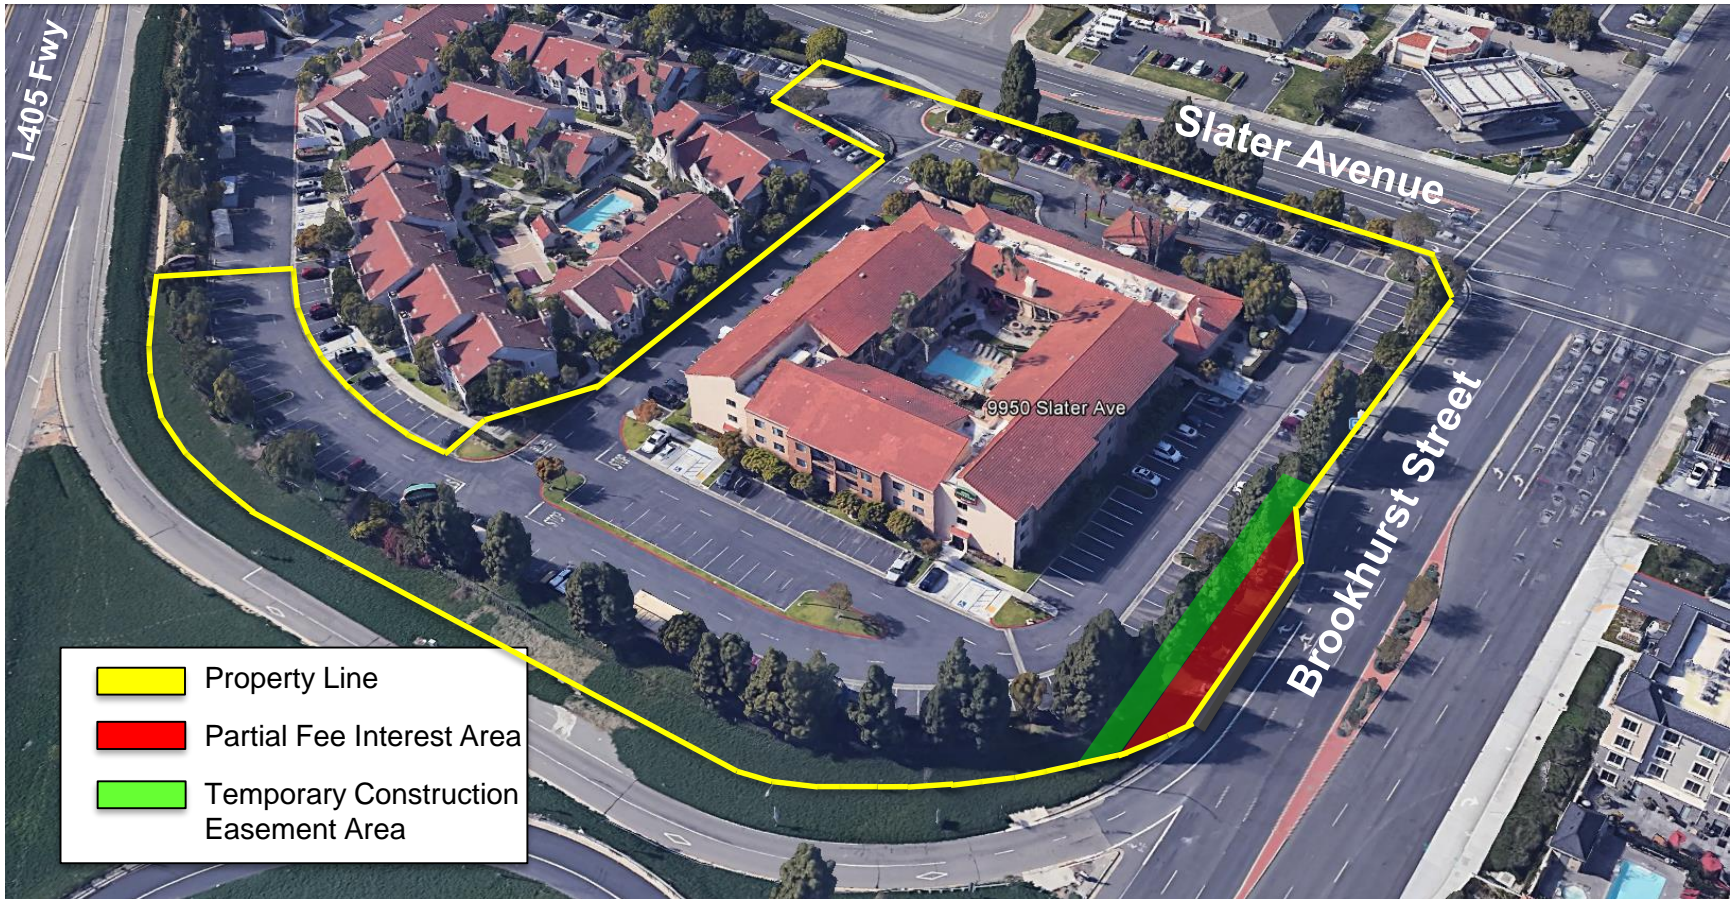 I-405 Fwy
Slater Avenue
9950 Slater Ave
Brookhurst Street
Property Line
Partial Fee Interest Area
Temporary Construction
Easement Area